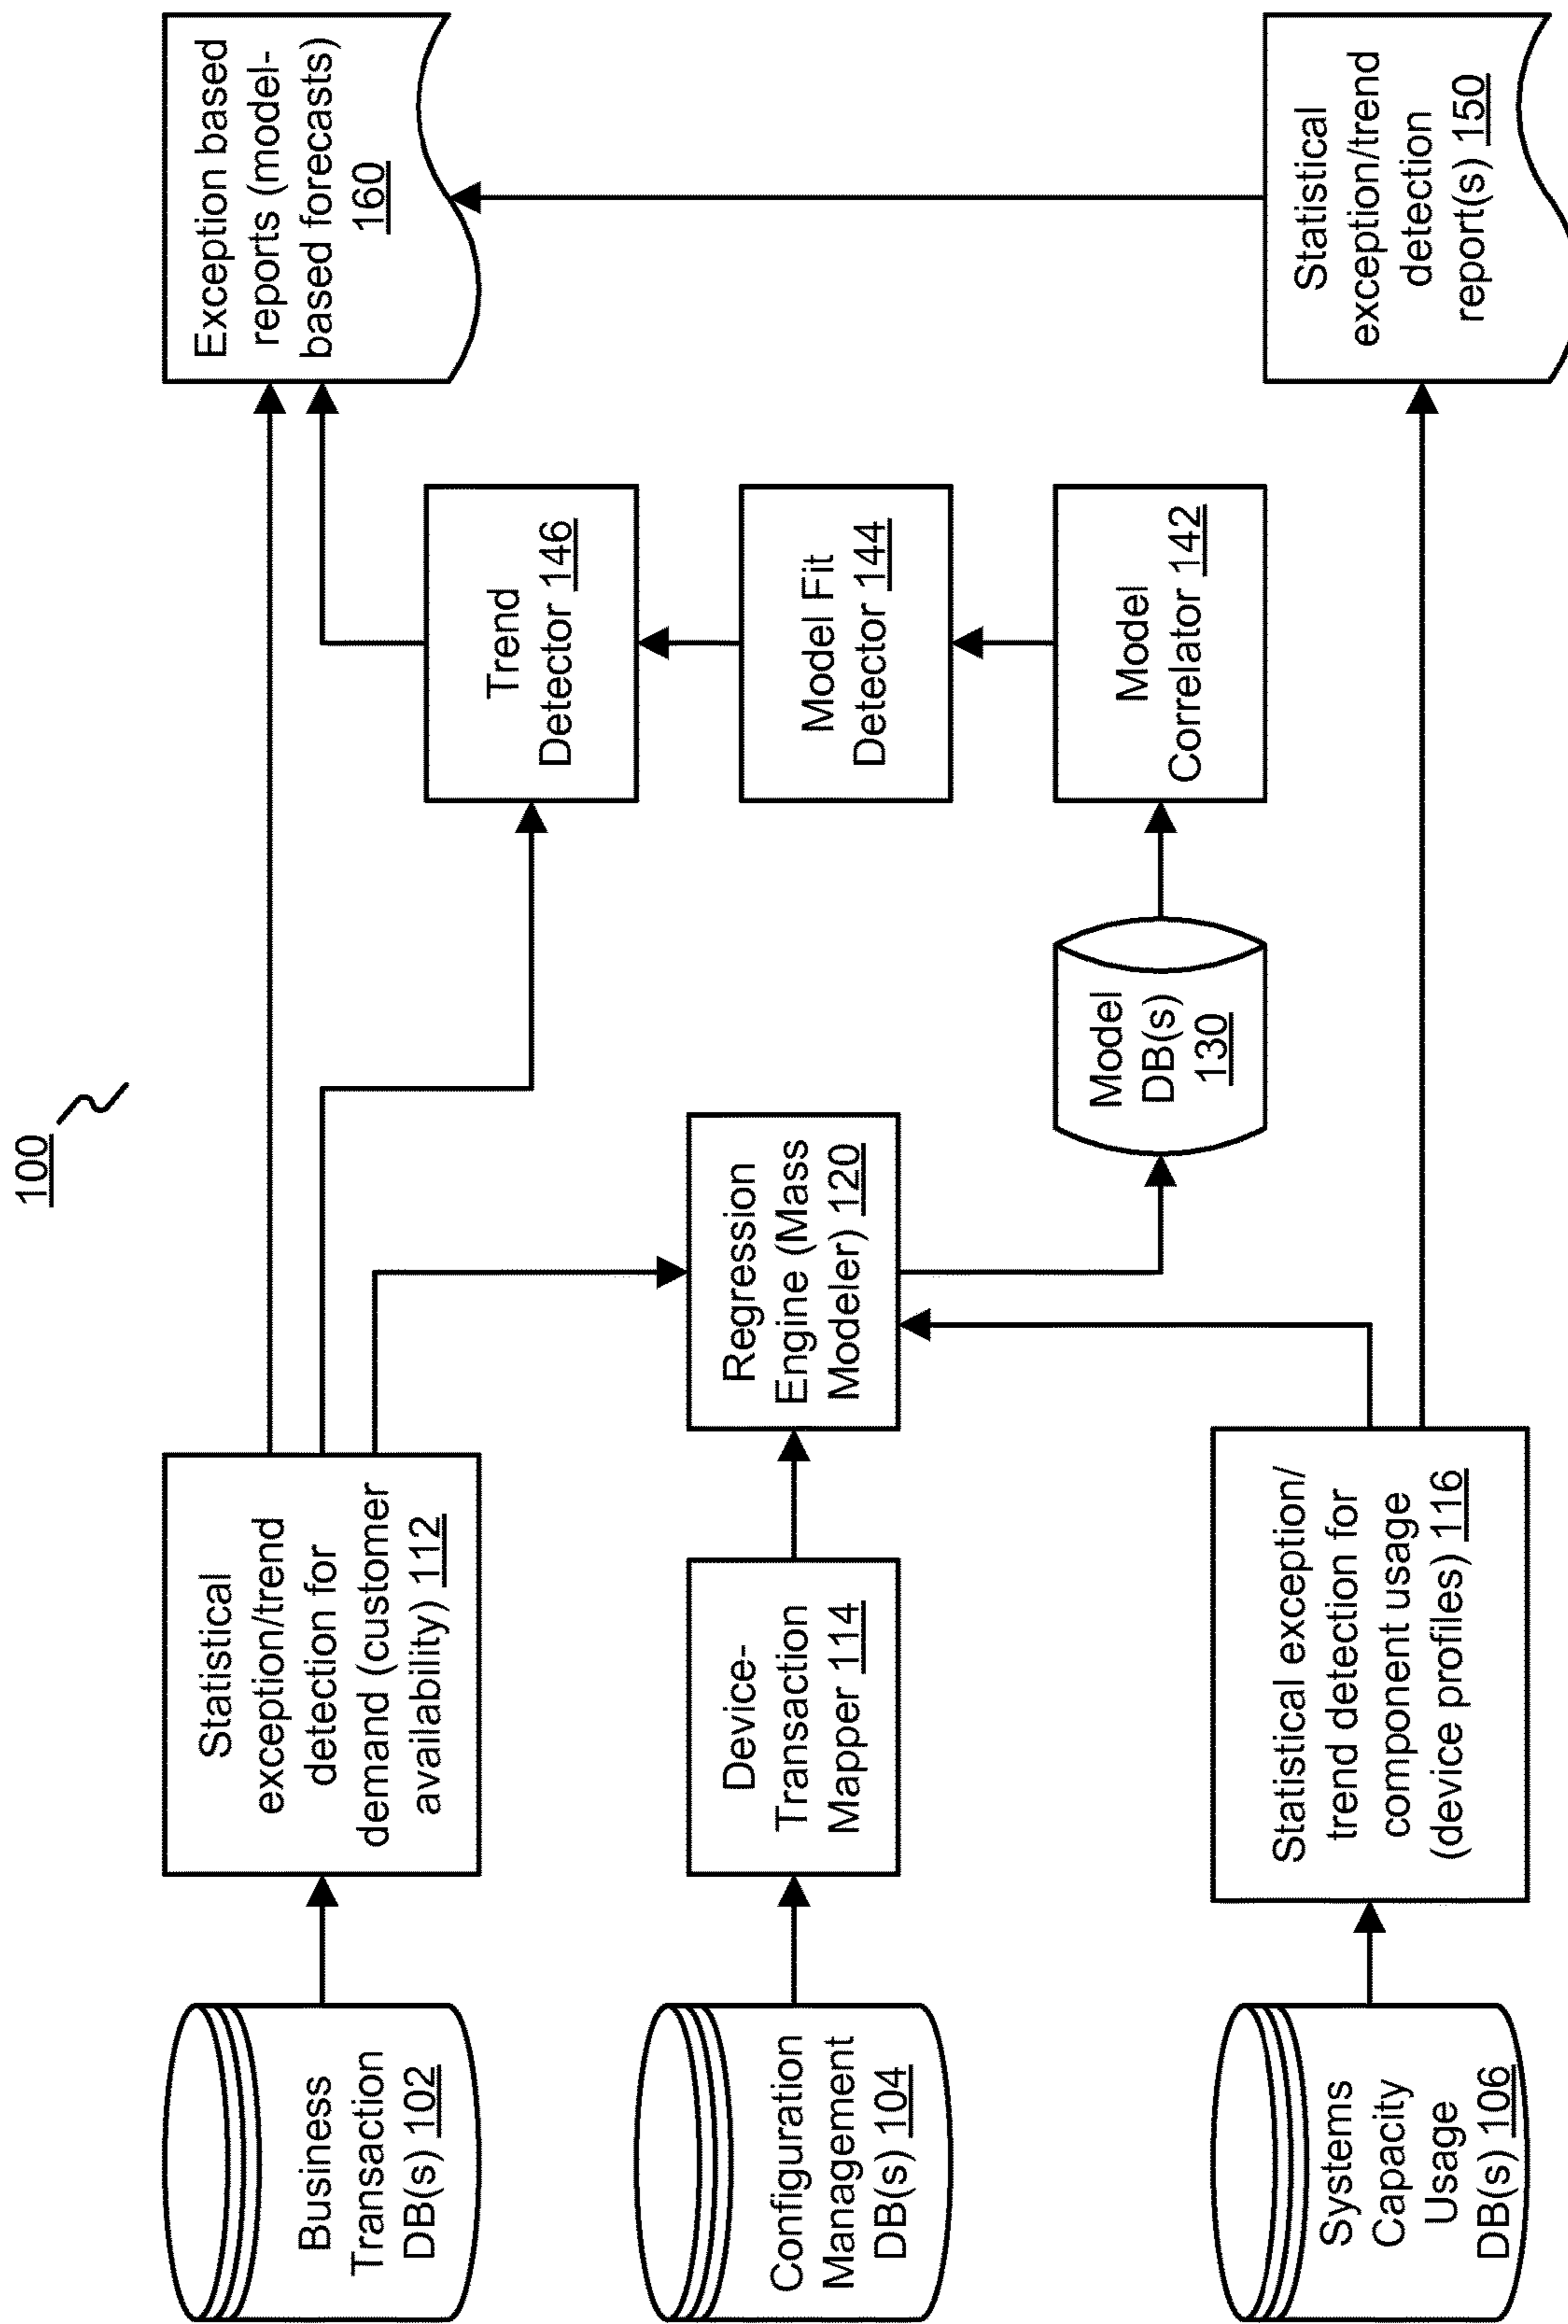 100
Business
Transaction
DB(s) 102
Statistical
exception/trend
detection for
demand (customer
availability) 112
Exception based
reports (model-
based forecasts)
160
Trend
Detector 146
Configuration
Management
DB(s) 104
Device-
Transaction
Mapper 114
Regression
Engine (Mass
Modeler) 120
Model Fit
Detector 144
Model
DB(s)
130
Model
Correlator 142
Systems
Capacity
Usage
DB(s) 106
Statistical exception/
trend detection for
component usage
(device profiles) 116
Statistical
exception/trend
detection
report(s) 150